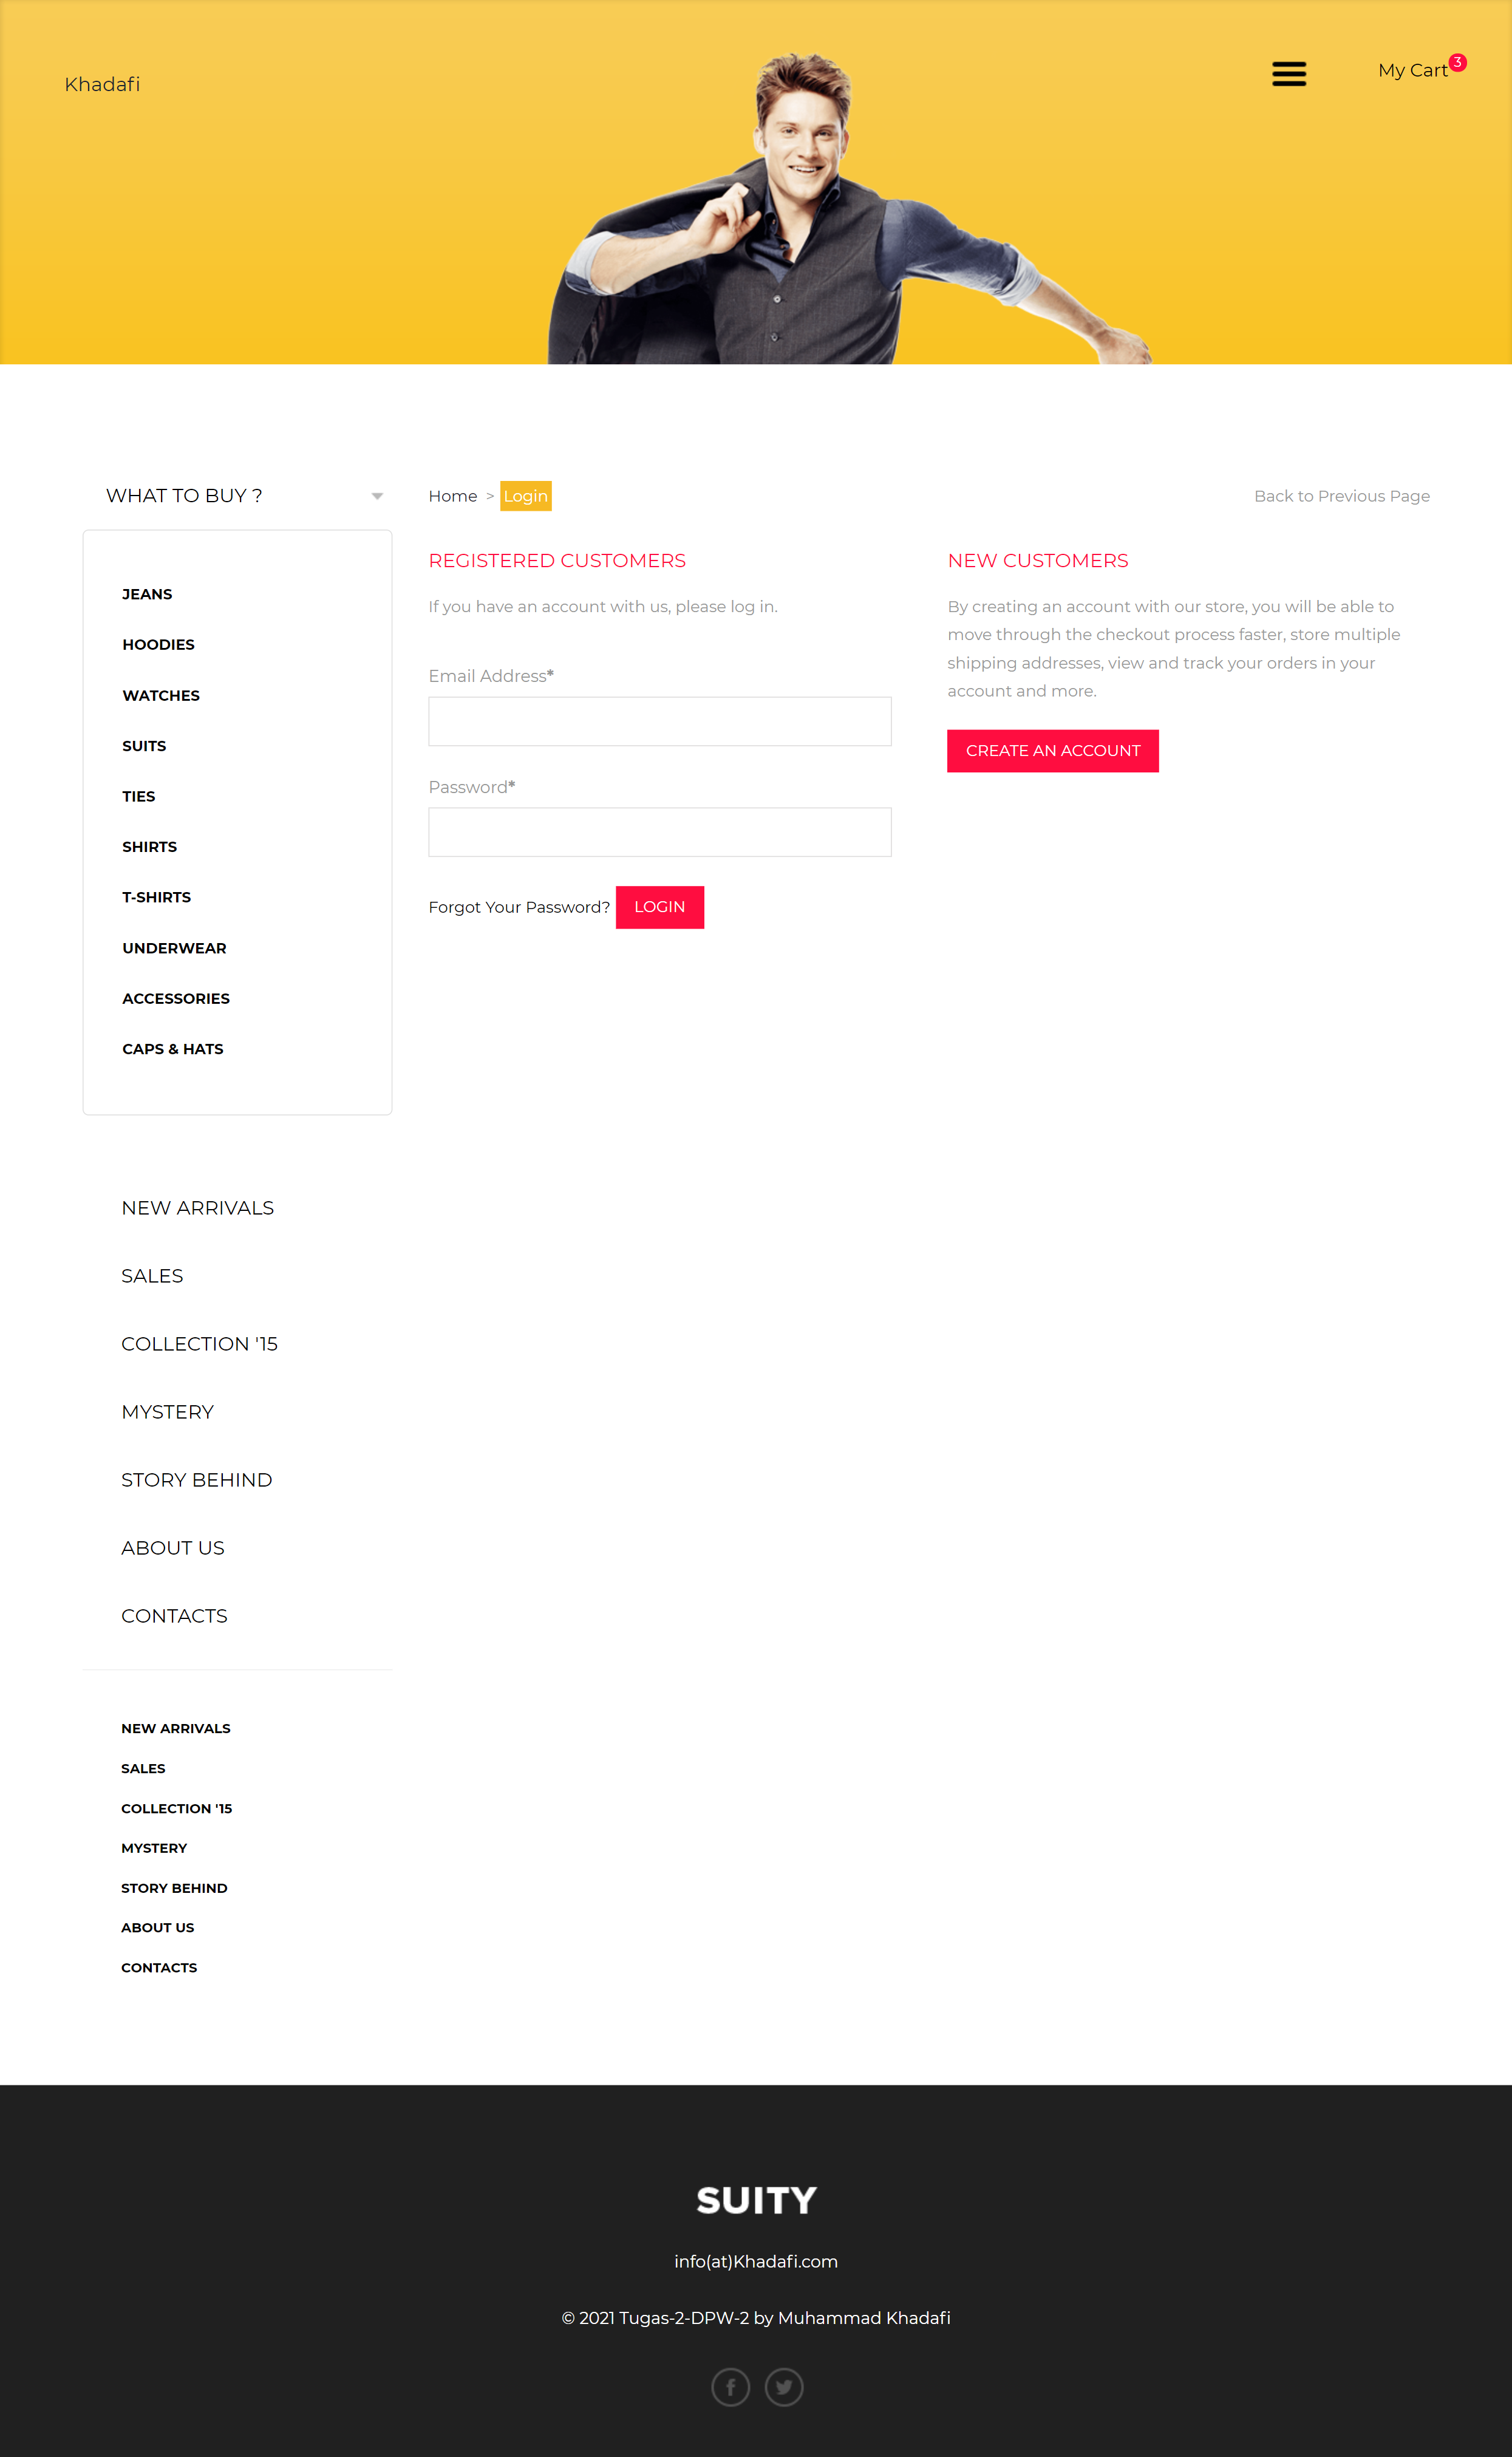 Khadafi
My Cart 3
WHAT TO BUY ?
JEANS
HOODIES
WATCHES
SUITS
TIES
SHIRTS
T-SHIRTS
UNDERWEAR
ACCESSORIES
CAPS & HATS
NEW ARRIVALS
SALES
COLLECTION '15
MYSTERY
STORY BEHIND
ABOUT US
CONTACTS
NEW ARRIVALS
SALES
COLLECTION '15
MYSTERY
STORY BEHIND
ABOUT US
CONTACTS
Home > Login
Back to Previous Page
REGISTERED CUSTOMERS
If you have an account with us, please log in.
Email Address*
Password*
Forgot Your Password? LOGIN
NEW CUSTOMERS
By creating an account with our store, you will be able to
move through the checkout process faster, store multiple
shipping addresses, view and track your orders in your
account and more.
CREATE AN ACCOUNT
SUITY
info(at)Khadafi.com
© 2021 Tugas-2-DPW-2 by Muhammad Khadafi